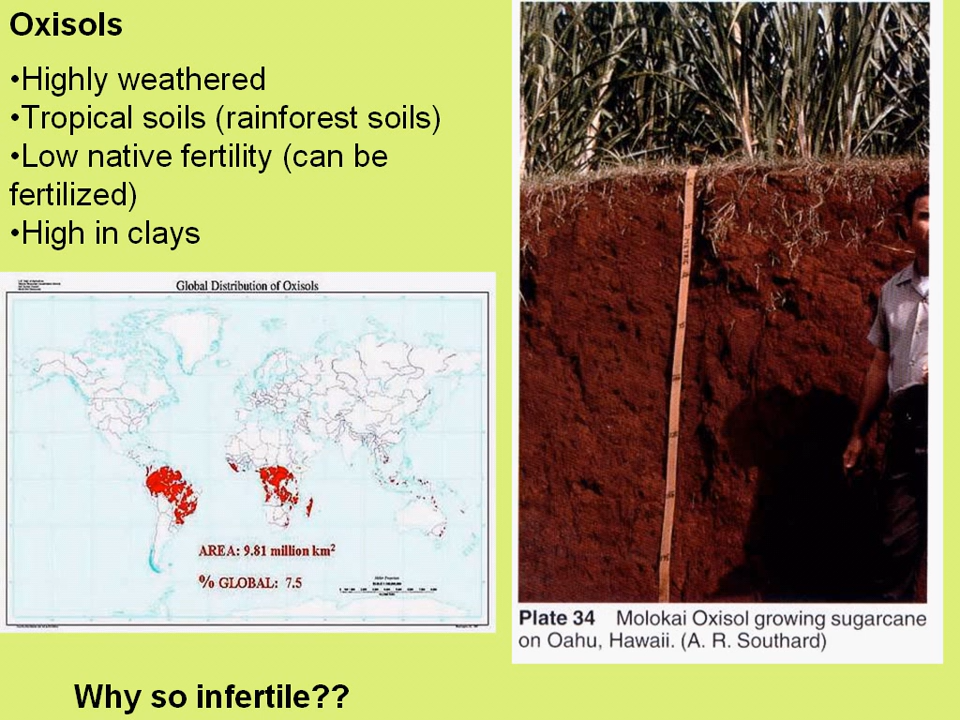 Oxisols
•Highly weathered
•Tropical soils (rainforest soils)
•Low native fertility (can be
fertilized)
•High in clays
Global Distribution of Oxisols
AREA: 9.81 million km²
% GLOBAL: 7.5
Plate 34 Molokai Oxisol growing sugarcane
on Oahu, Hawaii. (A. R. Southard)
Why so infertile??